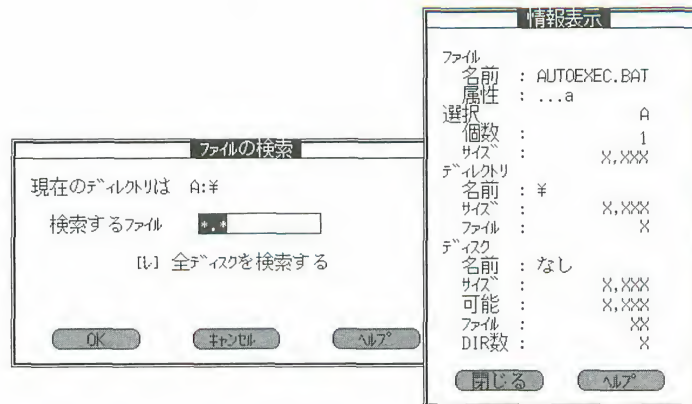 ﾌｧｲﾙの検索
現在のﾃﾞｨﾚｸﾄﾘは A:¥
検索するﾌｧｲﾙ *.*
[レ] 全ﾃﾞｨｽｸを検索する
OK ｷｬﾝｾﾙ ﾍﾙﾌﾟ
情報表示
ﾌｧｲﾙ
名前 : AUTOEXEC.BAT
属性 : ...a
選択 A
個数 : 1
ｻｲｽﾞ : X,XXX
ﾃﾞｨﾚｸﾄﾘ
名前 : ¥
ｻｲｽﾞ : X,XXX
ﾌｧｲﾙ : X
ﾃﾞｨｽｸ
名前 : なし
ｻｲｽﾞ : X,XXX
可能 : X,XXX
ﾌｧｲﾙ : XX
DIR数 : X
閉じる ﾍﾙﾌﾟ